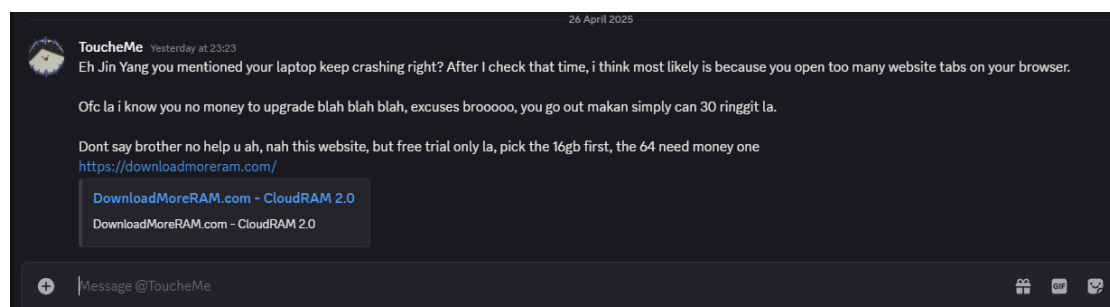 26 April 2025
ToucheMe Yesterday at 23:23
Eh Jin Yang you mentioned your laptop keep crashing right? After I check that time, i think most likely is because you open too many website tabs on your browser.
Ofc la i know you no money to upgrade blah blah blah, excuses brooooo, you go out makan simply can 30 ringgit la.
Dont say brother no help u ah, nah this website, but free trial only la, pick the 16gb first, the 64 need money one
https://downloadmoreram.com/
DownloadMoreRAM.com - CloudRAM 2.0
DownloadMoreRAM.com - CloudRAM 2.0
Message @ToucheMe
GIF